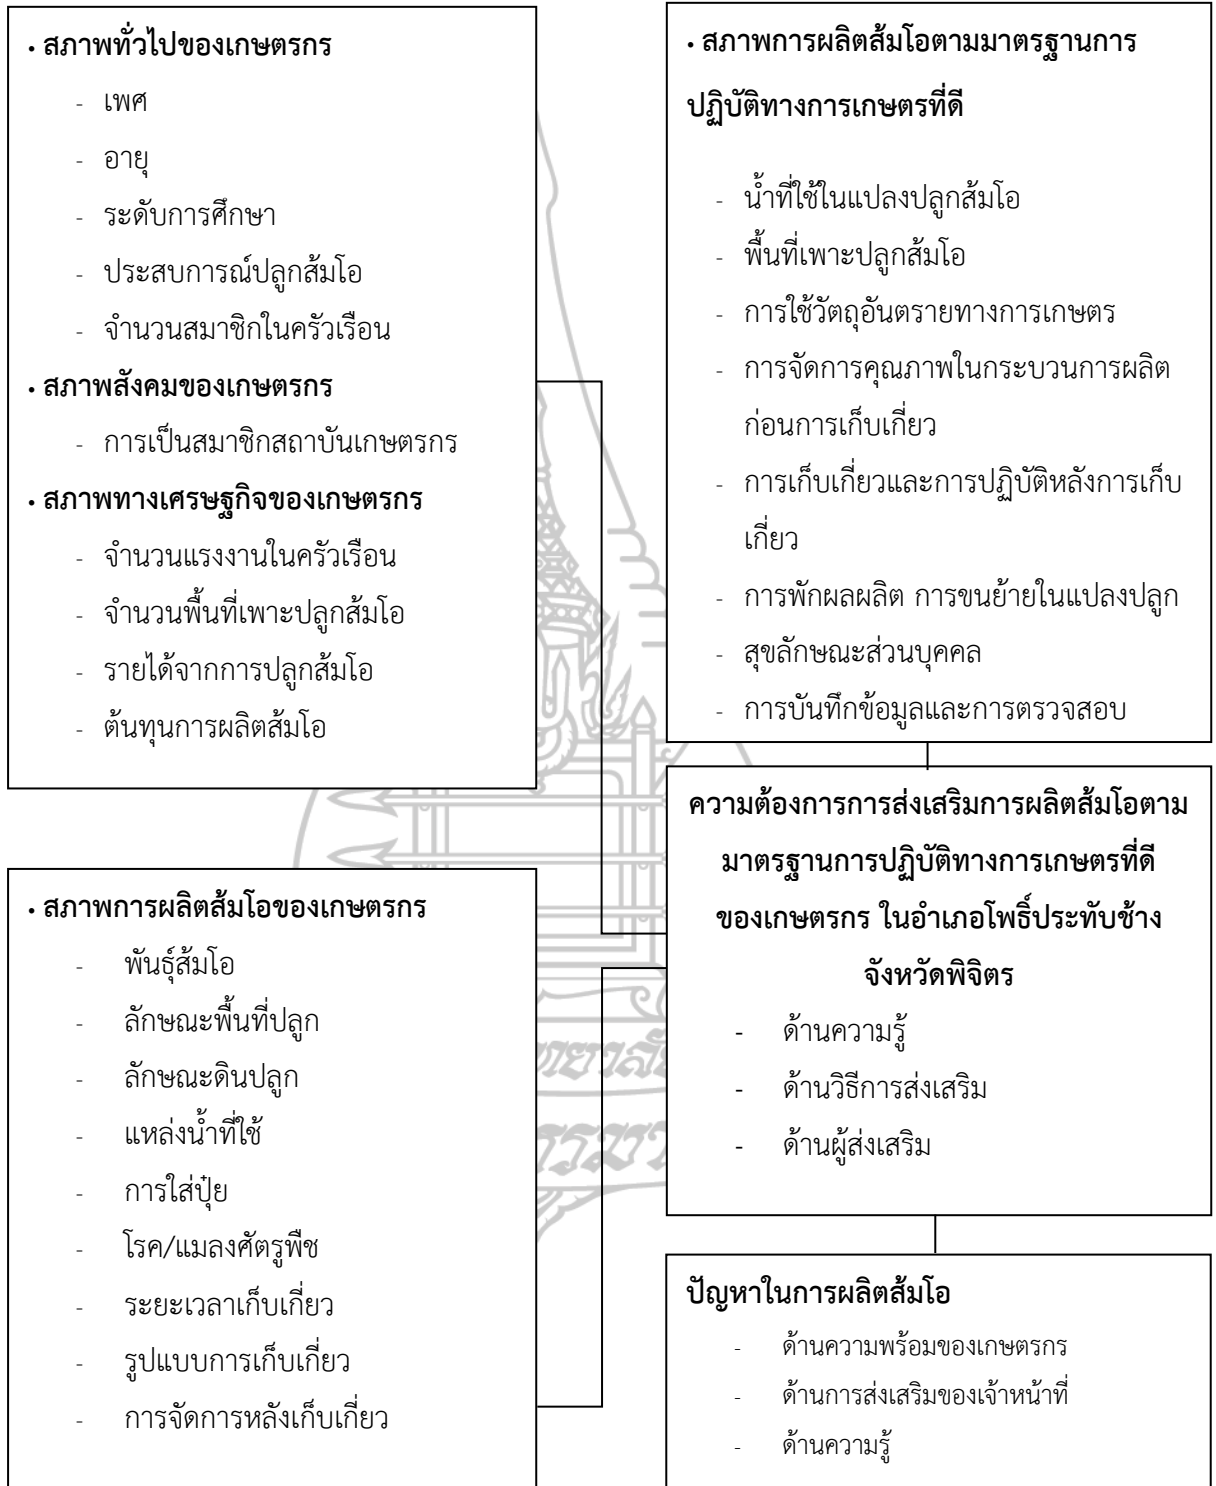 • สภาพทั่วไปของเกษตรกร
- เพศ
- อายุ
- ระดับการศึกษา
- ประสบการณ์ปลูกส้มโอ
- จำนวนสมาชิกในครัวเรือน
• สภาพสังคมของเกษตรกร
- การเป็นสมาชิกสถาบันเกษตรกร
• สภาพทางเศรษฐกิจของเกษตรกร
- จำนวนแรงงานในครัวเรือน
- จำนวนพื้นที่เพาะปลูกส้มโอ
- รายได้จากการปลูกส้มโอ
- ต้นทุนการผลิตส้มโอ
• สภาพการผลิตส้มโอของเกษตรกร
- พันธุ์ส้มโอ
- ลักษณะพื้นที่ปลูก
- ลักษณะดินปลูก
- แหล่งน้ำที่ใช้
- การใส่ปุ๋ย
- โรค/แมลงศัตรูพืช
- ระยะเวลาเก็บเกี่ยว
- รูปแบบการเก็บเกี่ยว
- การจัดการหลังเก็บเกี่ยว
• สภาพการผลิตส้มโอตามมาตรฐานการ
ปฏิบัติทางการเกษตรที่ดี
- น้ำที่ใช้ในแปลงปลูกส้มโอ
- พื้นที่เพาะปลูกส้มโอ
- การใช้วัตถุอันตรายทางการเกษตร
- การจัดการคุณภาพในกระบวนการผลิต
ก่อนการเก็บเกี่ยว
- การเก็บเกี่ยวและการปฏิบัติหลังการเก็บ
เกี่ยว
- การพักผลผลิต การขนย้ายในแปลงปลูก
- สุขลักษณะส่วนบุคคล
- การบันทึกข้อมูลและการตรวจสอบ
ความต้องการการส่งเสริมการผลิตส้มโอตาม
มาตรฐานการปฏิบัติทางการเกษตรที่ดี
ของเกษตรกร ในอำเภอโพธิ์ประทับช้าง
จังหวัดพิจิตร
- ด้านความรู้
- ด้านวิธีการส่งเสริม
- ด้านผู้ส่งเสริม
ปัญหาในการผลิตส้มโอ
- ด้านความพร้อมของเกษตรกร
- ด้านการส่งเสริมของเจ้าหน้าที่
- ด้านความรู้